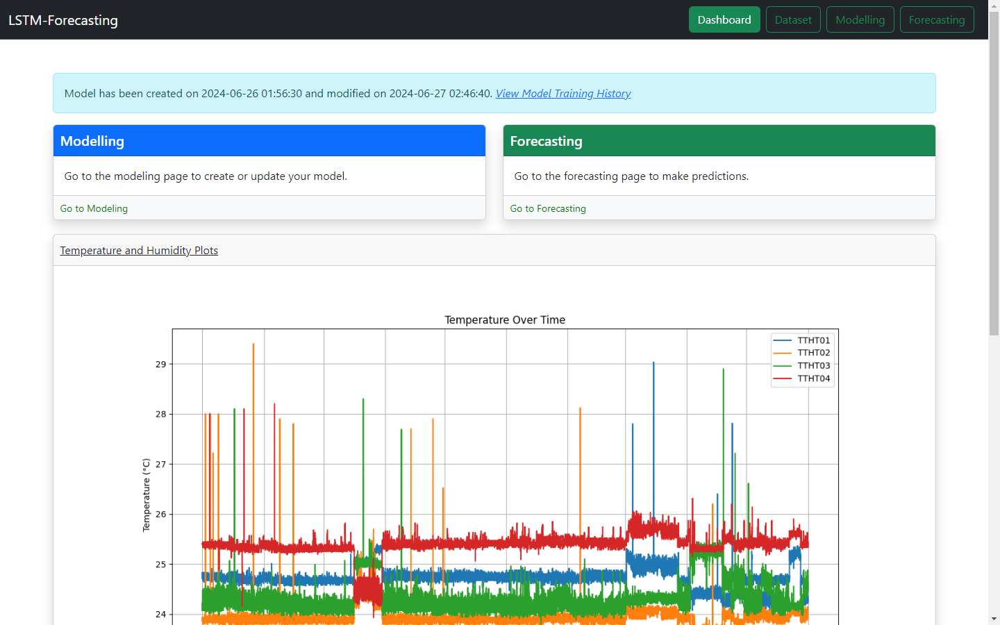 LSTM-Forecasting
Dashboard
Dataset
Modelling
Forecasting
Model has been created on 2024-06-26 01:56:30 and modified on 2024-06-27 02:46:40. View Model Training History
Modelling
Go to the modeling page to create or update your model.
Go to Modeling
Forecasting
Go to the forecasting page to make predictions.
Go to Forecasting
Temperature and Humidity Plots
Temperature Over Time
TTHT01
TTHT02
TTHT03
TTHT04
Temperature (°C)
29
28
27
26
25
24